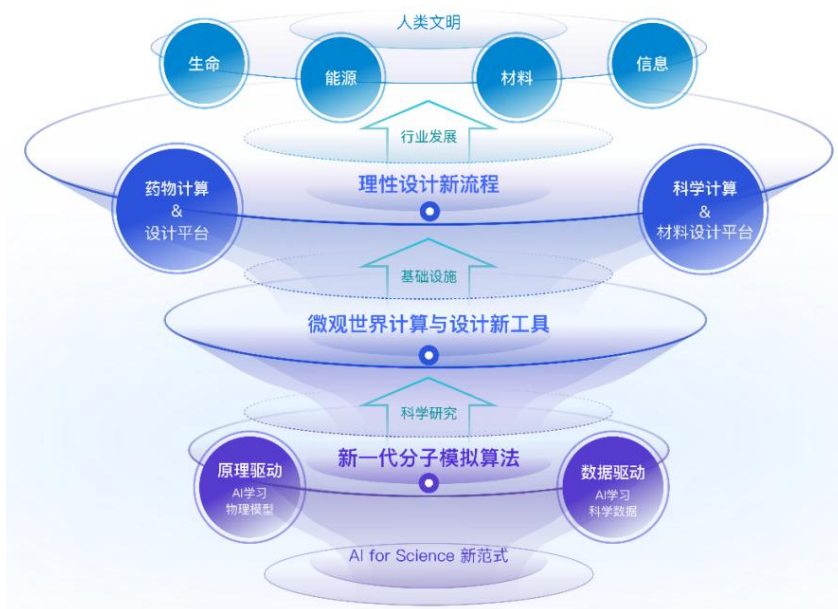 人类文明
生命
能源
材料
信息
行业发展
药物计算
&
设计平台
理性设计新流程
科学计算
&
材料设计平台
基础设施
微观世界计算与设计新工具
科学研究
原理驱动
AI学习
物理模型
新一代分子模拟算法
数据驱动
AI学习
科学数据
AI for Science 新范式